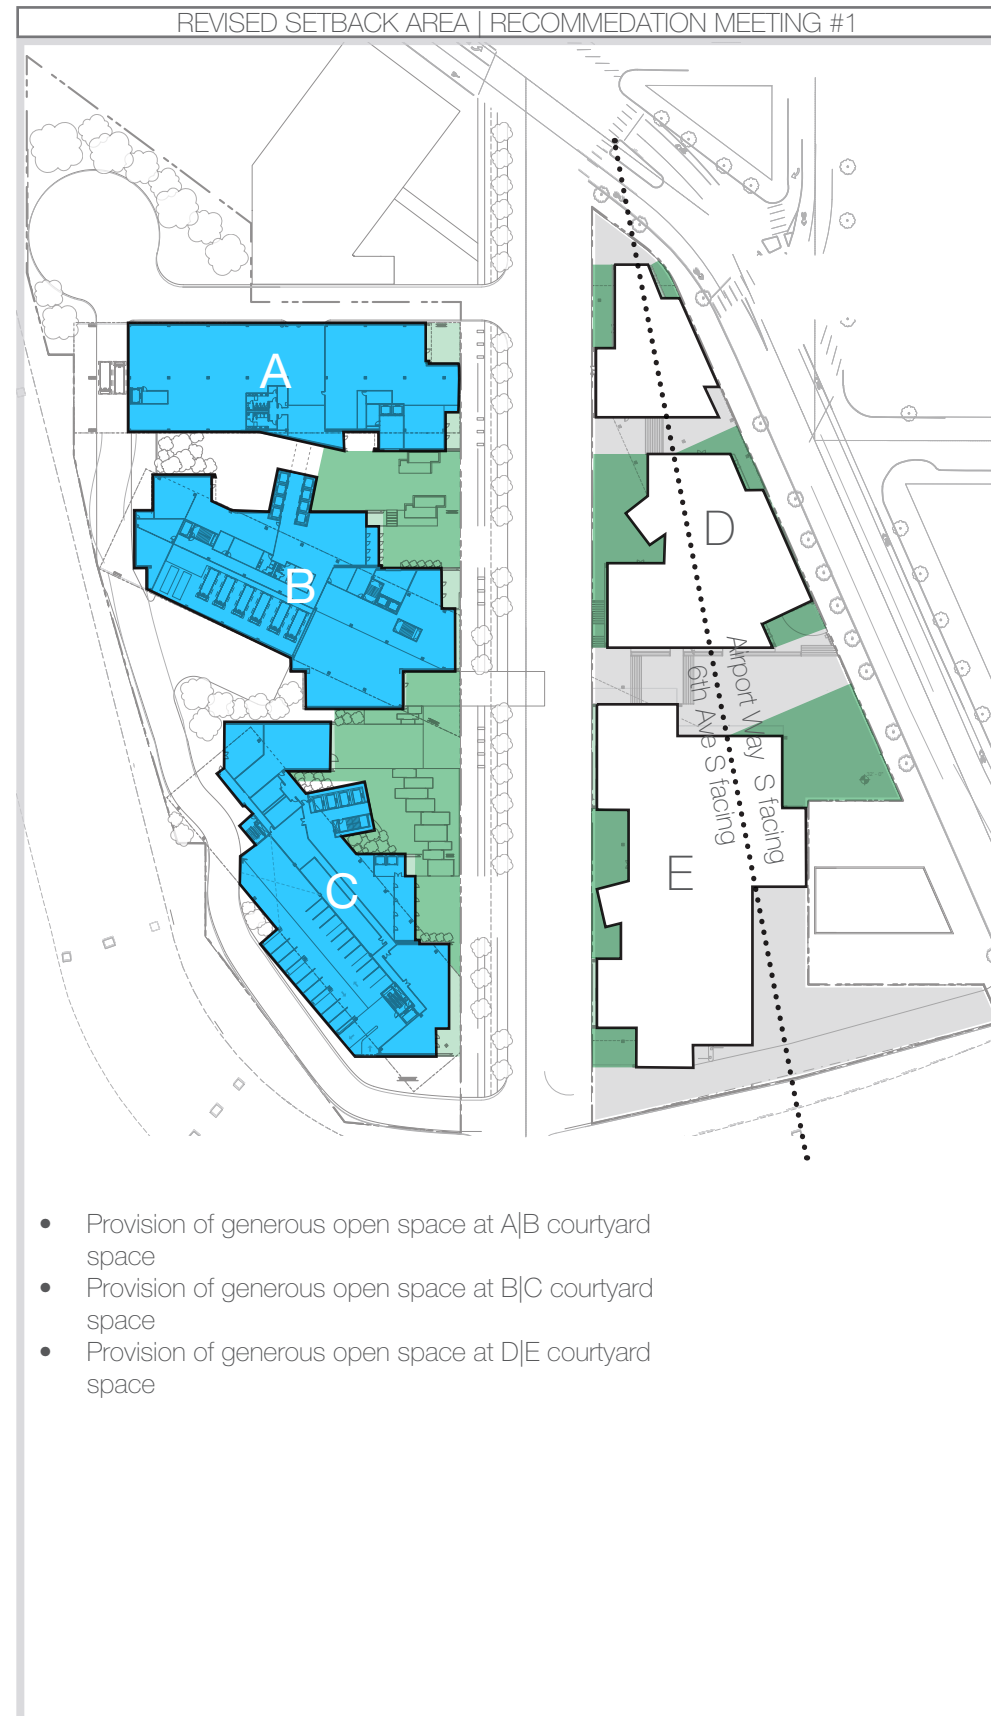 REVISED SETBACK AREA | RECOMMEDATION MEETING #1
A
B
C
D
E
Airport Way S facing
6th Ave S facing
• Provision of generous open space at A|B courtyard
space
• Provision of generous open space at B|C courtyard
space
• Provision of generous open space at D|E courtyard
space